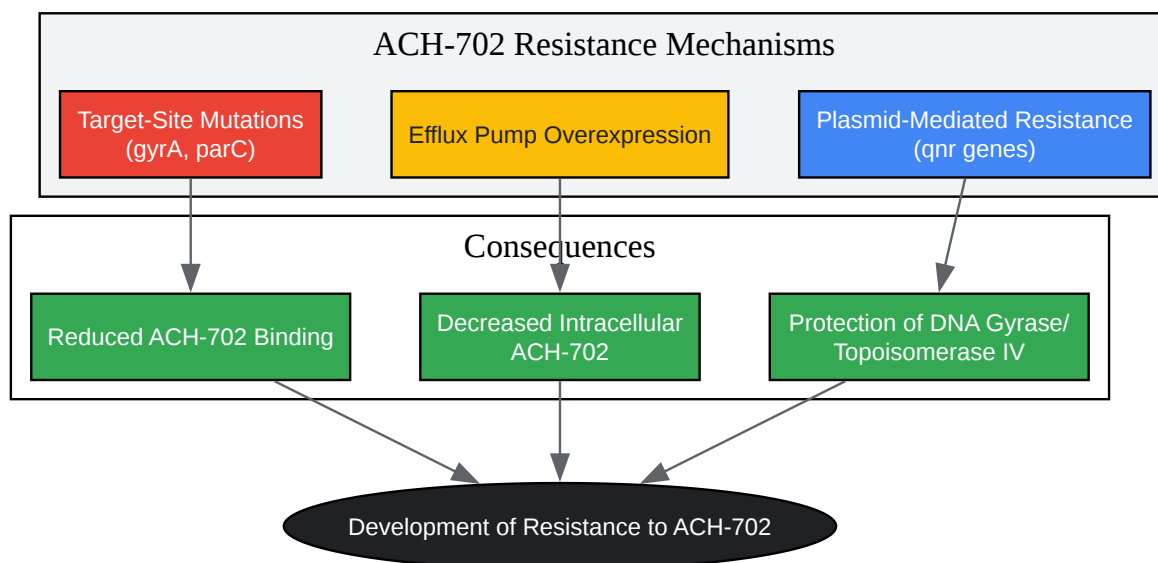 ACH-702 Resistance Mechanisms
Target-Site Mutations
(gyrA, parC)
Efflux Pump Overexpression
Plasmid-Mediated Resistance
(qnr genes)
Consequences
Reduced ACH-702 Binding
Decreased Intracellular
ACH-702
Protection of DNA Gyrase/
Topoisomerase IV
Development of Resistance to ACH-702